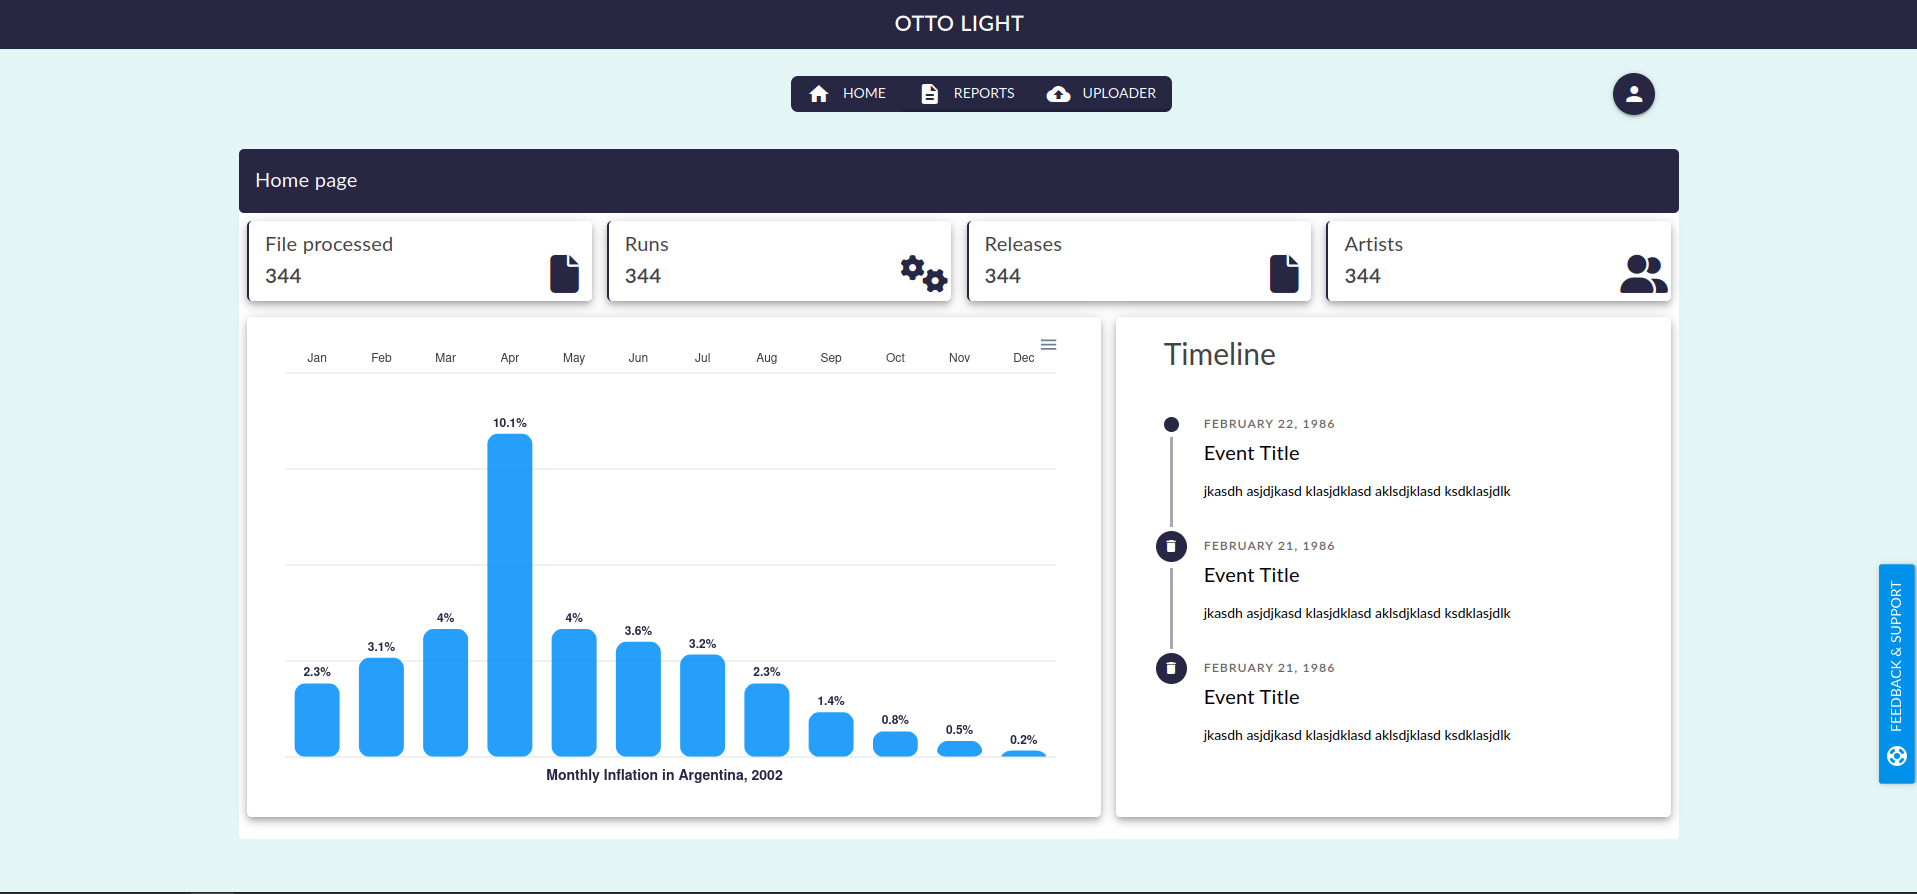 OTTO LIGHT
HOME REPORTS UPLOADER
Home page
File processed
344
Runs
344
Releases
344
Artists
344
Jan Feb Mar Apr May Jun Jul Aug Sep Oct Nov Dec
2.3% 3.1% 4% 10.1% 4% 3.6% 3.2% 2.3% 1.4% 0.8% 0.5% 0.2%
Monthly Inflation in Argentina, 2002
Timeline
FEBRUARY 22, 1986
Event Title
jkasdh asjdjkasd klasjdklasd aklsdjklasd ksdklasjdlk
FEBRUARY 21, 1986
Event Title
jkasdh asjdjkasd klasjdklasd aklsdjklasd ksdklasjdlk
FEBRUARY 21, 1986
Event Title
jkasdh asjdjkasd klasjdklasd aklsdjklasd ksdklasjdlk
FEEDBACK & SUPPORT